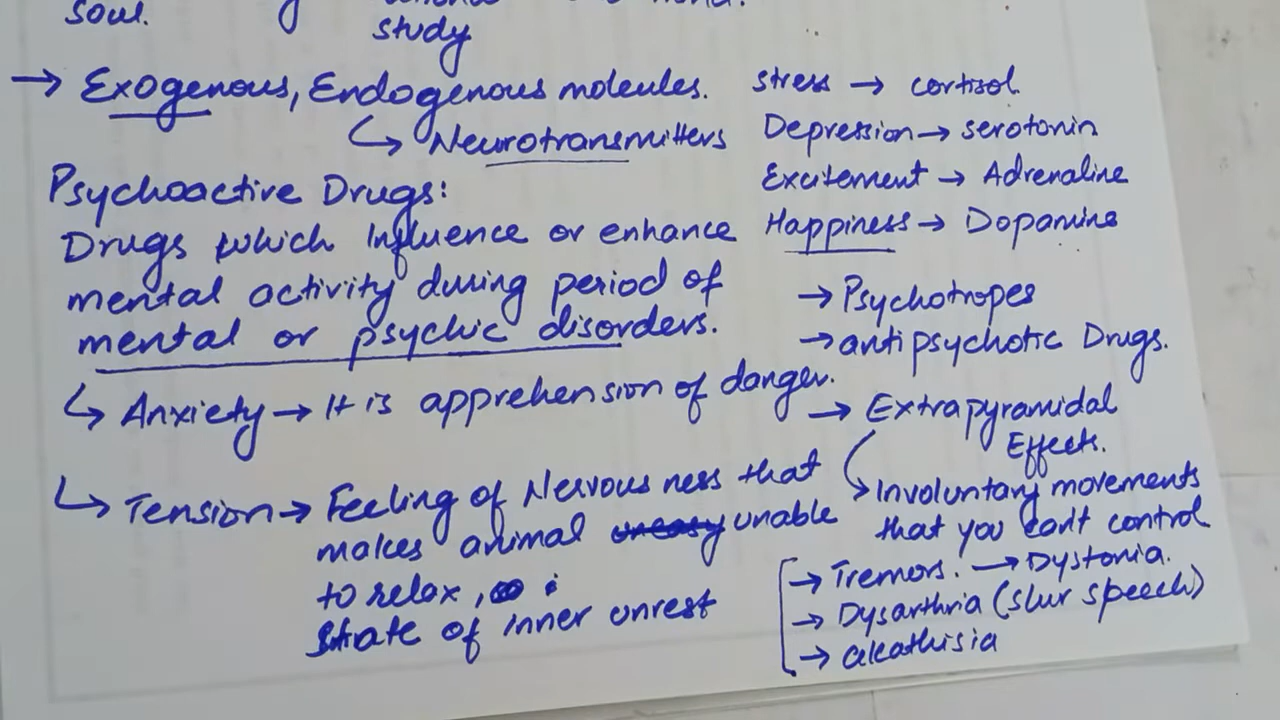 soul.
study
→ Exogenous, Endogenous molecules.
↳ Neurotransmitters
Psychoactive Drugs:
Drugs which Influence or enhance
mental activity during period of
mental or psychic disorders.
↳ Anxiety → It is apprehension of danger.
↳ Tension → Feeling of Nervousness that
makes animal uneasy unable
to relax,
State of inner unrest
stress → cortisol
Depression → serotonin
Excitement → Adrenaline
Happiness → Dopamine
→ Psychotropes
→ antipsychotic Drugs.
→ Extrapyramidal
Effects.
↳ Involuntary movements
that you can't control
→ Tremors. → Dystonia.
→ Dysarthria (slur speech)
→ akathisia